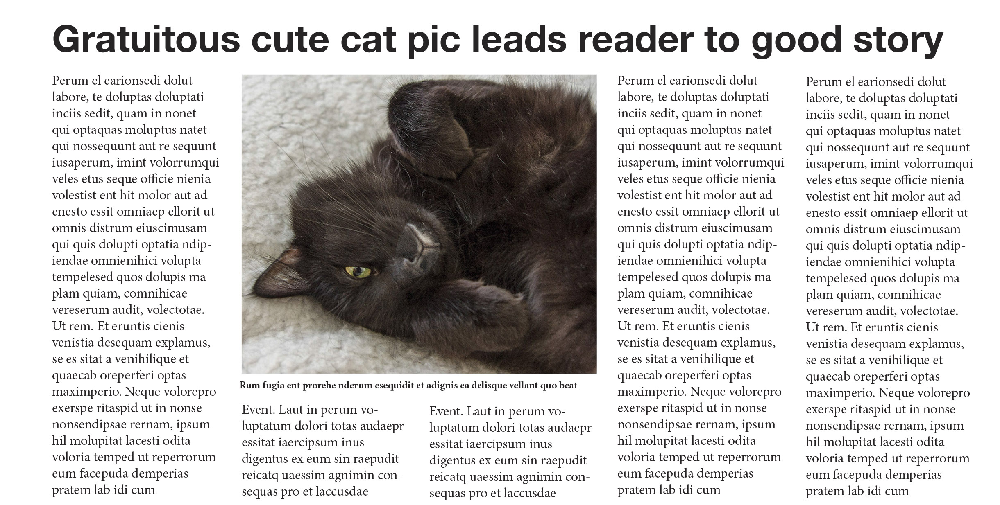 Gratuitous cute cat pic leads reader to good story
Perum el earionsedi dolut
labore, te doluptas doluptati
inciis sedit, quam in nonet
qui optaquas moluptus natet
qui nossequunt aut re sequunt
iusaperum, imint volorrumqui
veles etus seque officie nienia
volestist ent hit molor aut ad
enesto essit omniaep ellorit ut
omnis distrum eiuscimusam
qui quis dolupti optatia ndip-
iendae omnienihici volupta
tempelesed quos dolupis ma
plam quiam, comnihicae
vereserum audit, volectotae.
Ut rem. Et eruntis cienis
venistia desequam explamus,
se es sitat a venihilique et
quaecab oreperferi optas
maximperio. Neque volorepro
exerspe ritaspid ut in nonse
nonsendipsae rernam, ipsum
hil molupitat lacesti odita
voloria temped ut reperrorum
eum facepuda demperias
pratem lab idi cum
Rum fugia ent prorehe nderum esequidit et adignis ea delisque vellant quo beat
Event. Laut in perum vo-
luptatum dolori totas audaepr
essitat iaercipsum inus
digentus ex eum sin raepudit
reicatq uaessim agnimin con-
sequas pro et laccusdae
Event. Laut in perum vo-
luptatum dolori totas audaepr
essitat iaercipsum inus
digentus ex eum sin raepudit
reicatq uaessim agnimin con-
sequas pro et laccusdae
Perum el earionsedi dolut
labore, te doluptas doluptati
inciis sedit, quam in nonet
qui optaquas moluptus natet
qui nossequunt aut re sequunt
iusaperum, imint volorrumqui
veles etus seque officie nienia
volestist ent hit molor aut ad
enesto essit omniaep ellorit ut
omnis distrum eiuscimusam
qui quis dolupti optatia ndip-
iendae omnienihici volupta
tempelesed quos dolupis ma
plam quiam, comnihicae
vereserum audit, volectotae.
Ut rem. Et eruntis cienis
venistia desequam explamus,
se es sitat a venihilique et
quaecab oreperferi optas
maximperio. Neque volorepro
exerspe ritaspid ut in nonse
nonsendipsae rernam, ipsum
hil molupitat lacesti odita
voloria temped ut reperrorum
eum facepuda demperias
pratem lab idi cum
Perum el earionsedi dolut
labore, te doluptas doluptati
inciis sedit, quam in nonet
qui optaquas moluptus natet
qui nossequunt aut re sequunt
iusaperum, imint volorrumqui
veles etus seque officie nienia
volestist ent hit molor aut ad
enesto essit omniaep ellorit ut
omnis distrum eiuscimusam
qui quis dolupti optatia ndip-
iendae omnienihici volupta
tempelesed quos dolupis ma
plam quiam, comnihicae
vereserum audit, volectotae.
Ut rem. Et eruntis cienis
venistia desequam explamus,
se es sitat a venihilique et
quaecab oreperferi optas
maximperio. Neque volorepro
exerspe ritaspid ut in nonse
nonsendipsae rernam, ipsum
hil molupitat lacesti odita
voloria temped ut reperrorum
eum facepuda demperias
pratem lab idi cum